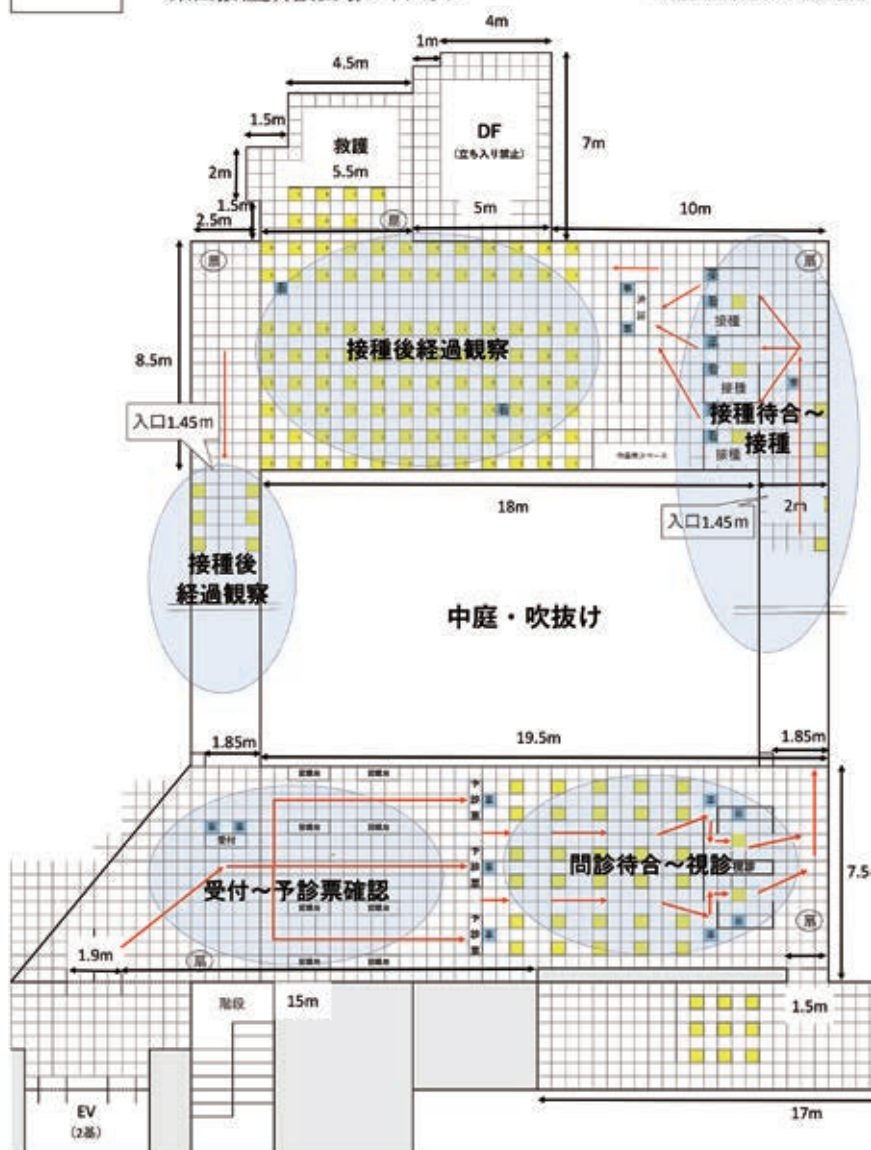 4m
1m
4.5m
1.5m
救護
5.5m
DF
(立ち入り禁止)
7m
2m
1.5m
2.5m
5m
10m
扇
扇
扇
接種
接種後経過観察
8.5m
接種
接種待合～
接種
接種
入口1.45m
18m
2m
入口1.45m
接種後
経過観察
中庭・吹抜け
1.85m
19.5m
1.85m
予診票
受付
予診票
問診待合～視診
受付～予診票確認
7.5
予診票
扇
1.9m
扇
階段
15m
1.5m
EV
(2基)
17m